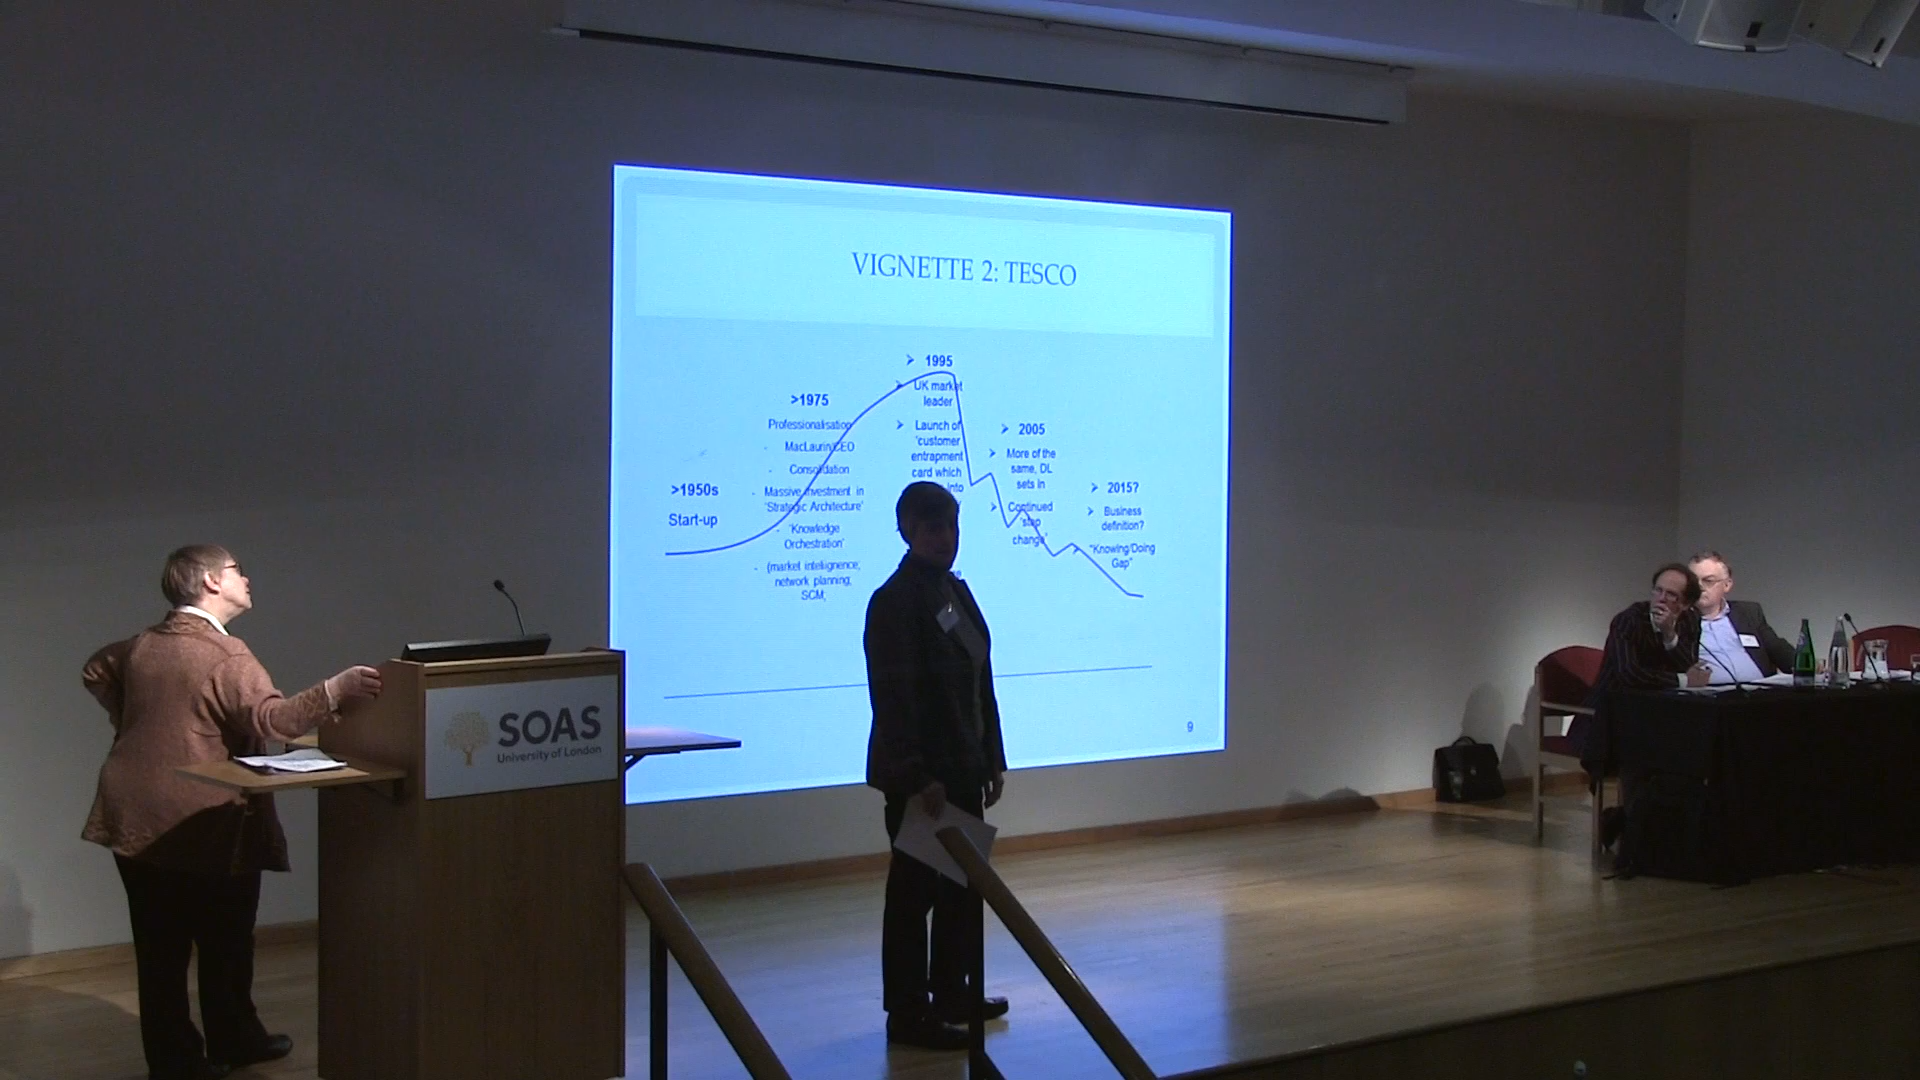 VIGNETTE 2: TESCO
>1950s
Start-up
>1975
Professionalisation
- MacLaurin CEO
- Consolidation
- Massive investment in
'Strategic Architecture'
- 'Knowledge
Orchestration'
- (market intelignence;
network planning;
SCM;
➢ 1995
➢ UK market
leader
➢ Launch of
'customer
entrapment
card which
into
➢ 2005
➢ More of the
same, DL
sets in
➢ Continued
'step
change'
➢ 2015?
➢ Business
definition?
➢ "Knowing/Doing
Gap"
9
SOAS
University of London